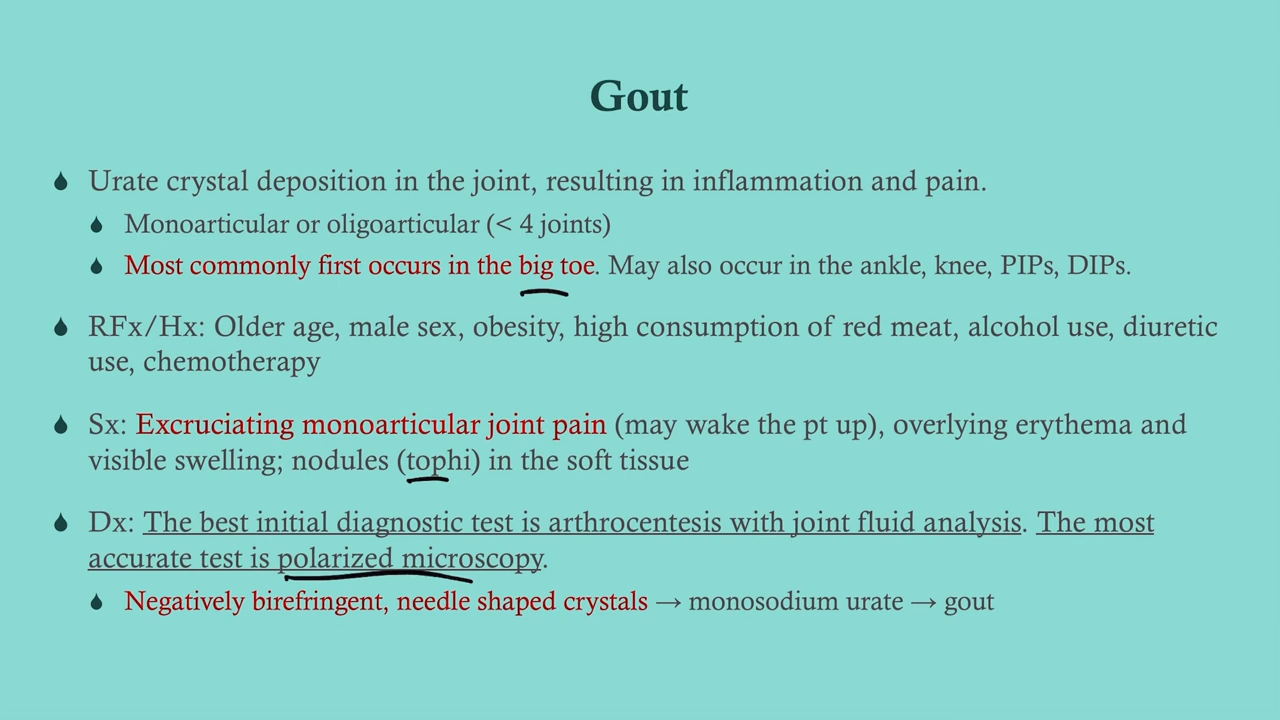 Gout
Urate crystal deposition in the joint, resulting in inflammation and pain.
Monoarticular or oligoarticular (< 4 joints)
Most commonly first occurs in the big toe. May also occur in the ankle, knee, PIPs, DIPs.
RFx/Hx: Older age, male sex, obesity, high consumption of red meat, alcohol use, diuretic
use, chemotherapy
Sx: Excruciating monoarticular joint pain (may wake the pt up), overlying erythema and
visible swelling; nodules (tophi) in the soft tissue
Dx: The best initial diagnostic test is arthrocentesis with joint fluid analysis. The most
accurate test is polarized microscopy.
Negatively birefringent, needle shaped crystals → monosodium urate → gout